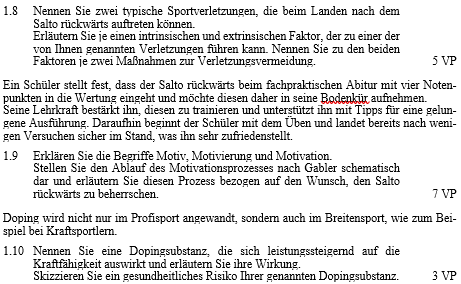 1.8 Nennen Sie zwei typische Sportverletzungen, die beim Landen nach dem
Salto rückwärts auftreten können.
Erläutern Sie je einen intrinsischen und extrinsischen Faktor, der zu einer der
von Ihnen genannten Verletzungen führen kann. Nennen Sie zu den beiden
Faktoren je zwei Maßnahmen zur Verletzungsvermeidung. 5 VP
Ein Schüler stellt fest, dass der Salto rückwärts beim fachpraktischen Abitur mit vier Noten-
punkten in die Wertung eingeht und möchte diesen daher in seine Bodenkür aufnehmen.
Seine Lehrkraft bestärkt ihn, diesen zu trainieren und unterstützt ihn mit Tipps für eine gelun-
gene Ausführung. Daraufhin beginnt der Schüler mit dem Üben und landet bereits nach weni-
gen Versuchen sicher im Stand, was ihn sehr zufriedenstellt.
1.9 Erklären Sie die Begriffe Motiv, Motivierung und Motivation.
Stellen Sie den Ablauf des Motivationsprozesses nach Gabler schematisch
dar und erläutern Sie diesen Prozess bezogen auf den Wunsch, den Salto
rückwärts zu beherrschen. 7 VP
Doping wird nicht nur im Profisport angewandt, sondern auch im Breitensport, wie zum Bei-
spiel bei Kraftsportlern.
1.10 Nennen Sie eine Dopingsubstanz, die sich leistungssteigernd auf die
Kraftfähigkeit auswirkt und erläutern Sie ihre Wirkung.
Skizzieren Sie ein gesundheitliches Risiko Ihrer genannten Dopingsubstanz. 3 VP